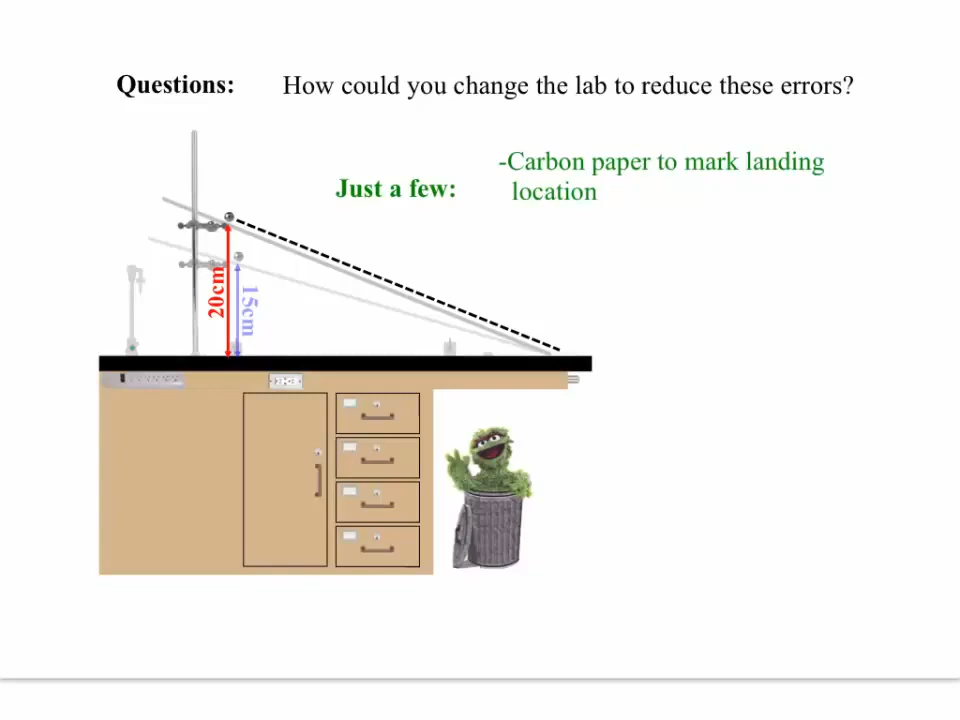 Questions: How could you change the lab to reduce these errors?
-Carbon paper to mark landing
location
Just a few:
20cm
15cm